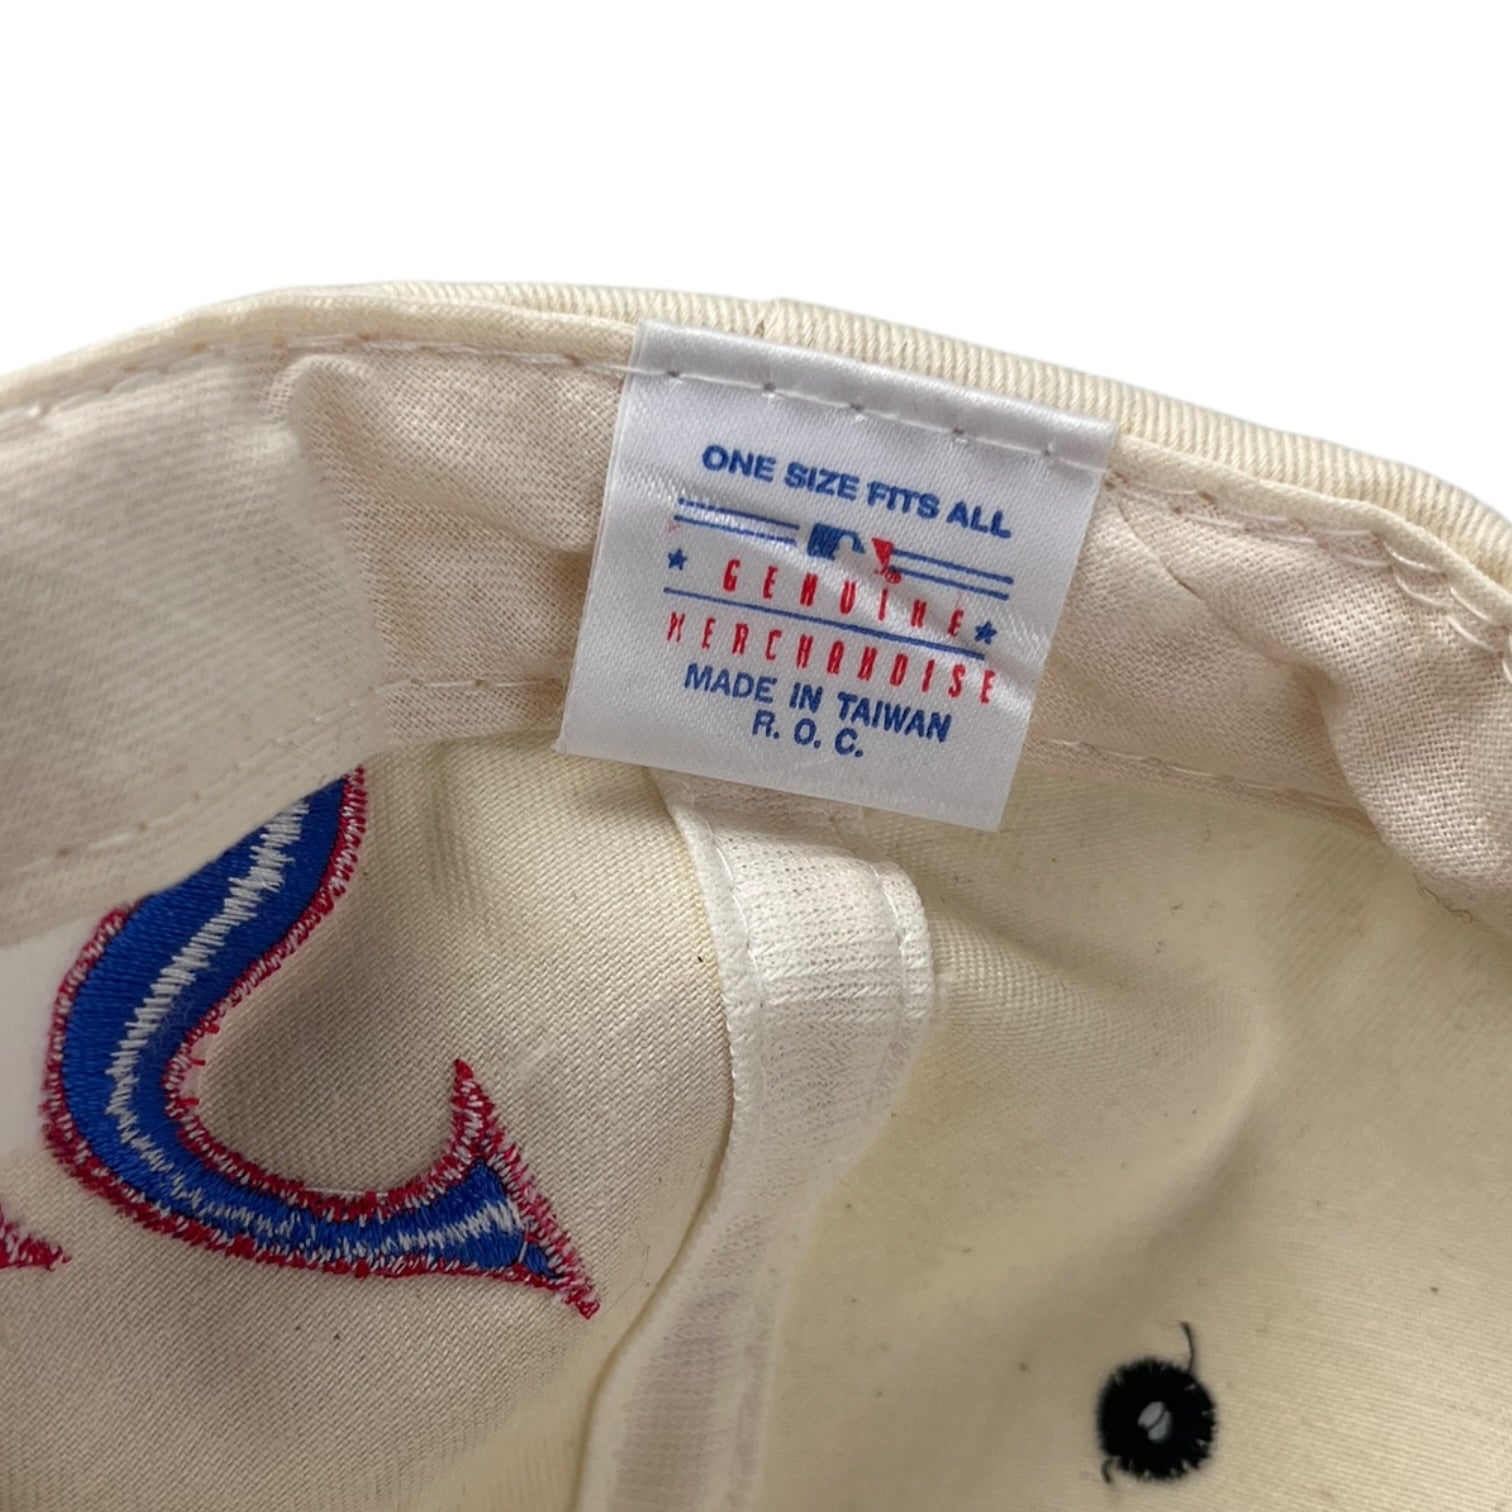 ONE SIZE FITS ALL
GENUINE
MERCHANDISE
MADE IN TAIWAN
R. O. C.